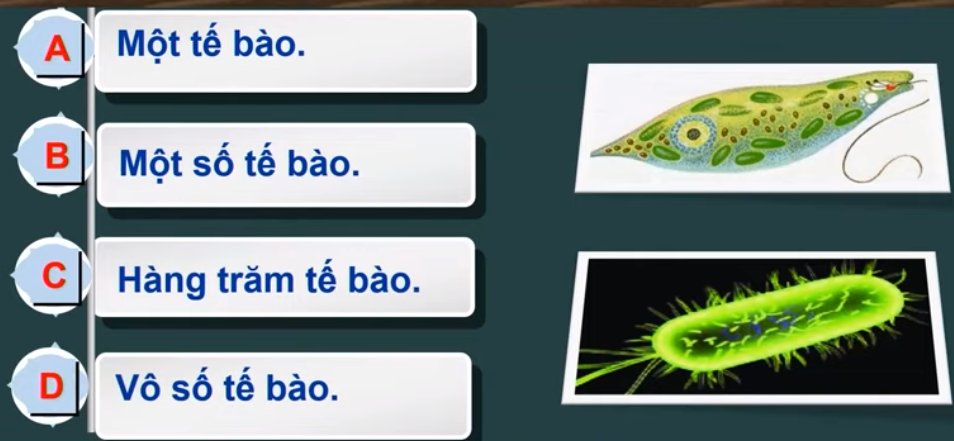 A Một tế bào.
B Một số tế bào.
C Hàng trăm tế bào.
D Vô số tế bào.